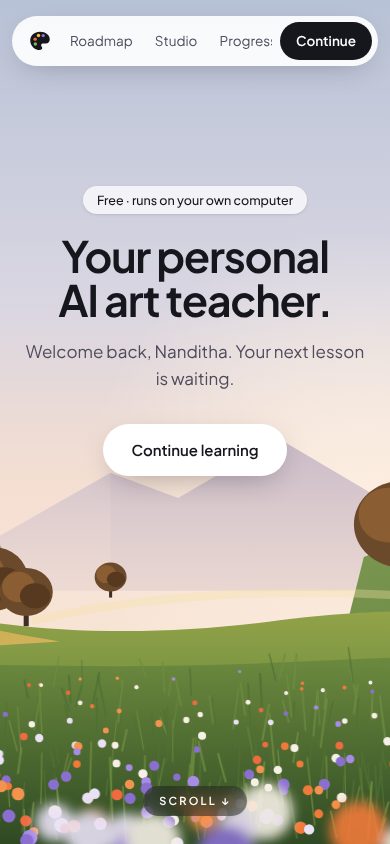 Roadmap Studio Progress Continue
Free · runs on your own computer
Your personal
AI art teacher.
Welcome back, Nanditha. Your next lesson
is waiting.
Continue learning
SCROLL ↓